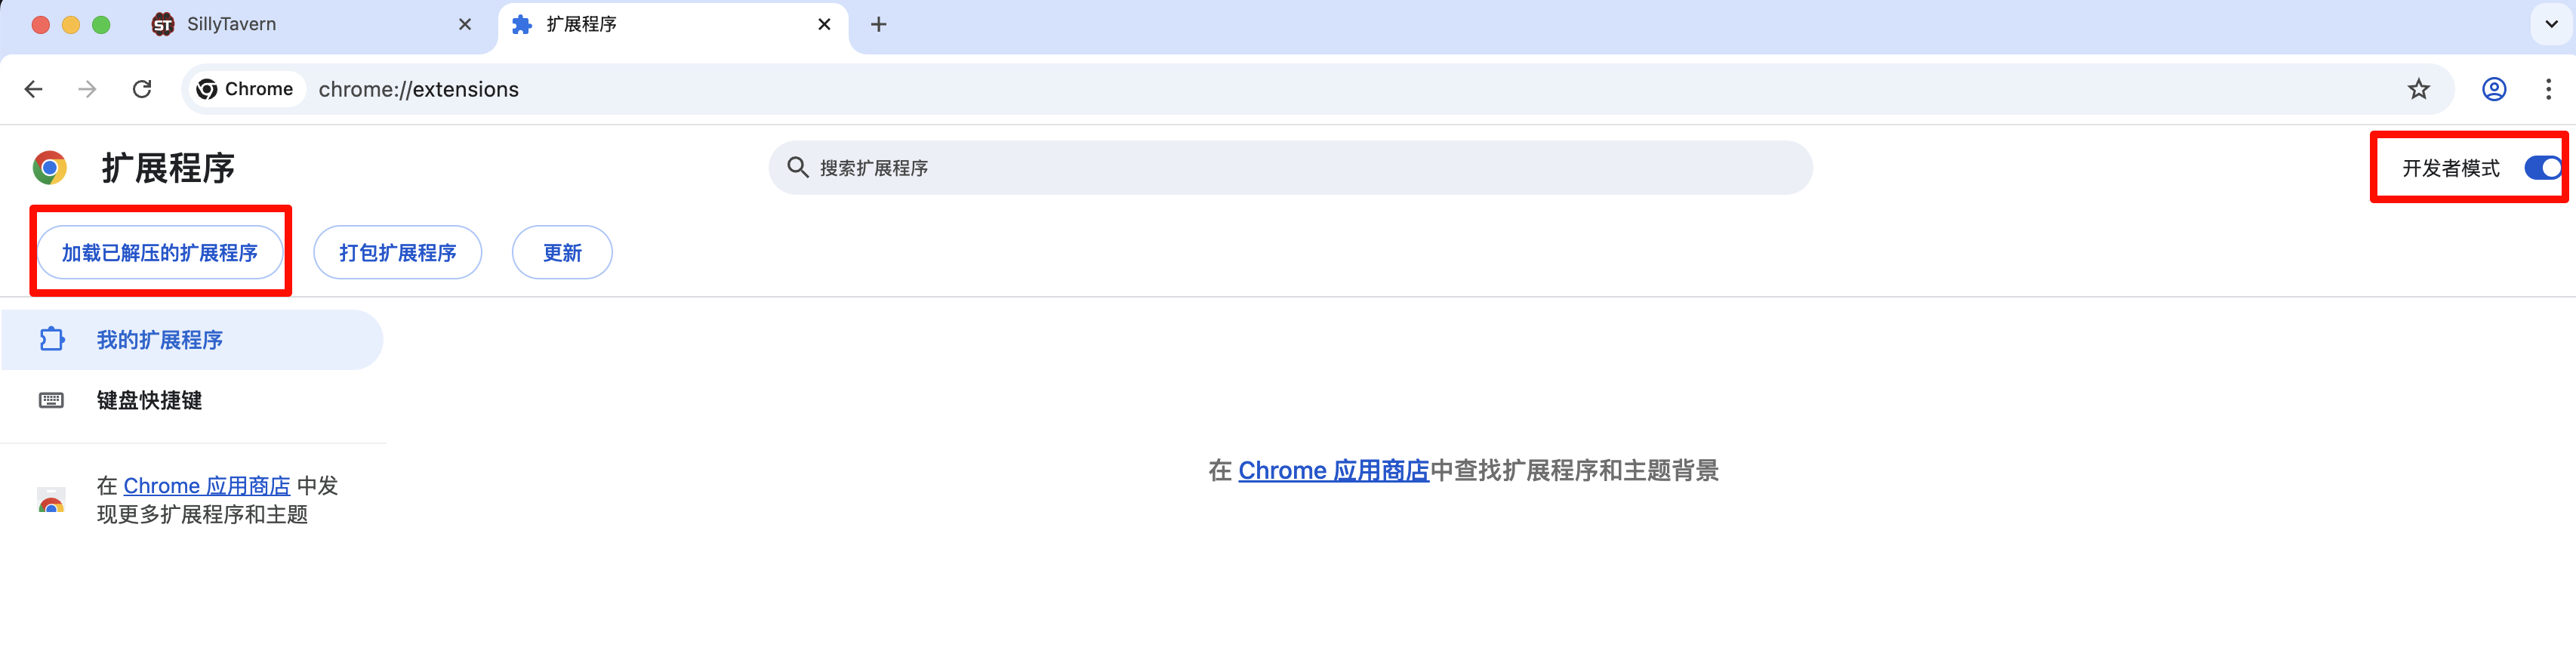 SillyTavern
扩展程序
Chrome
chrome://extensions
扩展程序
搜索扩展程序
开发者模式
加载已解压的扩展程序
打包扩展程序
更新
我的扩展程序
键盘快捷键
在 Chrome 应用商店 中发
现更多扩展程序和主题
在 Chrome 应用商店中查找扩展程序和主题背景